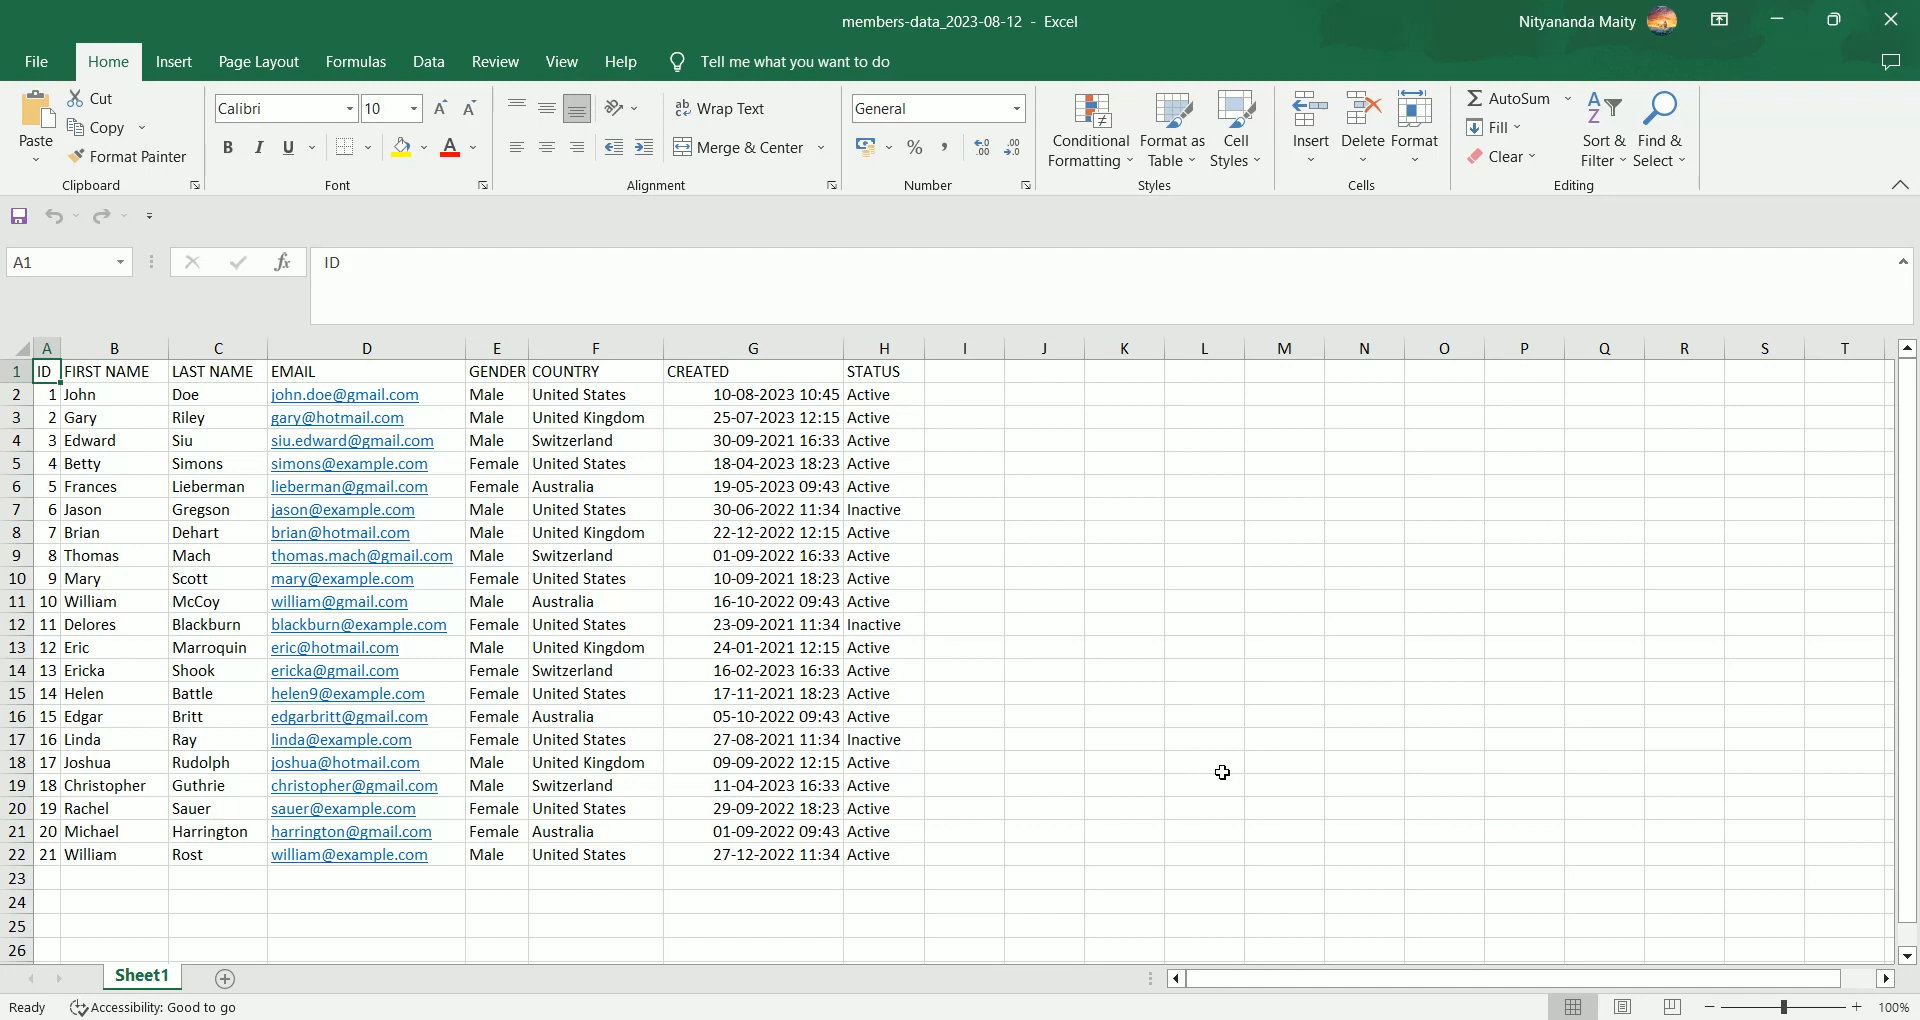 members-data_2023-08-12 - Excel
Nityananda Maity
File Home Insert Page Layout Formulas Data Review View Help Tell me what you want to do
Paste
Cut
Copy
Format Painter
Clipboard
Calibri 10
B I U
Font
ab Wrap Text
Merge & Center
Alignment
General
% ,
Number
Conditional Formatting
Format as Table
Cell Styles
Styles
Insert Delete Format
Cells
AutoSum
Fill
Clear
Sort & Filter
Find & Select
Editing
A1 fx ID
A B C D E F G H I J K L M N O P Q R S T
1 ID FIRST NAME LAST NAME EMAIL GENDER COUNTRY CREATED STATUS
2 1 John Doe john.doe@gmail.com Male United States 10-08-2023 10:45 Active
3 2 Gary Riley gary@hotmail.com Male United Kingdom 25-07-2023 12:15 Active
4 3 Edward Siu siu.edward@gmail.com Male Switzerland 30-09-2021 16:33 Active
5 4 Betty Simons simons@example.com Female United States 18-04-2023 18:23 Active
6 5 Frances Lieberman lieberman@gmail.com Female Australia 19-05-2023 09:43 Active
7 6 Jason Gregson jason@example.com Male United States 30-06-2022 11:34 Inactive
8 7 Brian Dehart brian@hotmail.com Male United Kingdom 22-12-2022 12:15 Active
9 8 Thomas Mach thomas.mach@gmail.com Male Switzerland 01-09-2022 16:33 Active
10 9 Mary Scott mary@example.com Female United States 10-09-2021 18:23 Active
11 10 William McCoy william@gmail.com Male Australia 16-10-2022 09:43 Active
12 11 Delores Blackburn blackburn@example.com Female United States 23-09-2021 11:34 Inactive
13 12 Eric Marroquin eric@hotmail.com Male United Kingdom 24-01-2021 12:15 Active
14 13 Ericka Shook ericka@gmail.com Female Switzerland 16-02-2023 16:33 Active
15 14 Helen Battle helen9@example.com Female United States 17-11-2021 18:23 Active
16 15 Edgar Britt edgarbritt@gmail.com Female Australia 05-10-2022 09:43 Active
17 16 Linda Ray linda@example.com Female United States 27-08-2021 11:34 Inactive
18 17 Joshua Rudolph joshua@hotmail.com Male United Kingdom 09-09-2022 12:15 Active
19 18 Christopher Guthrie christopher@gmail.com Male Switzerland 11-04-2023 16:33 Active
20 19 Rachel Sauer sauer@example.com Female United States 29-09-2022 18:23 Active
21 20 Michael Harrington harrington@gmail.com Female Australia 01-09-2022 09:43 Active
22 21 William Rost william@example.com Male United States 27-12-2022 11:34 Active
23
24
25
26
Sheet1
Ready Accessibility: Good to go 100%